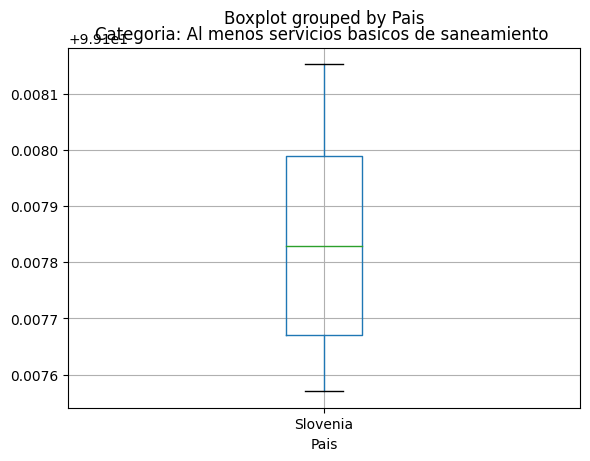 Boxplot grouped by Pais
Categoria: Al menos servicios basicos de saneamiento
+9.91e1
0.0081
0.0080
0.0079
0.0078
0.0077
0.0076
Slovenia
Pais